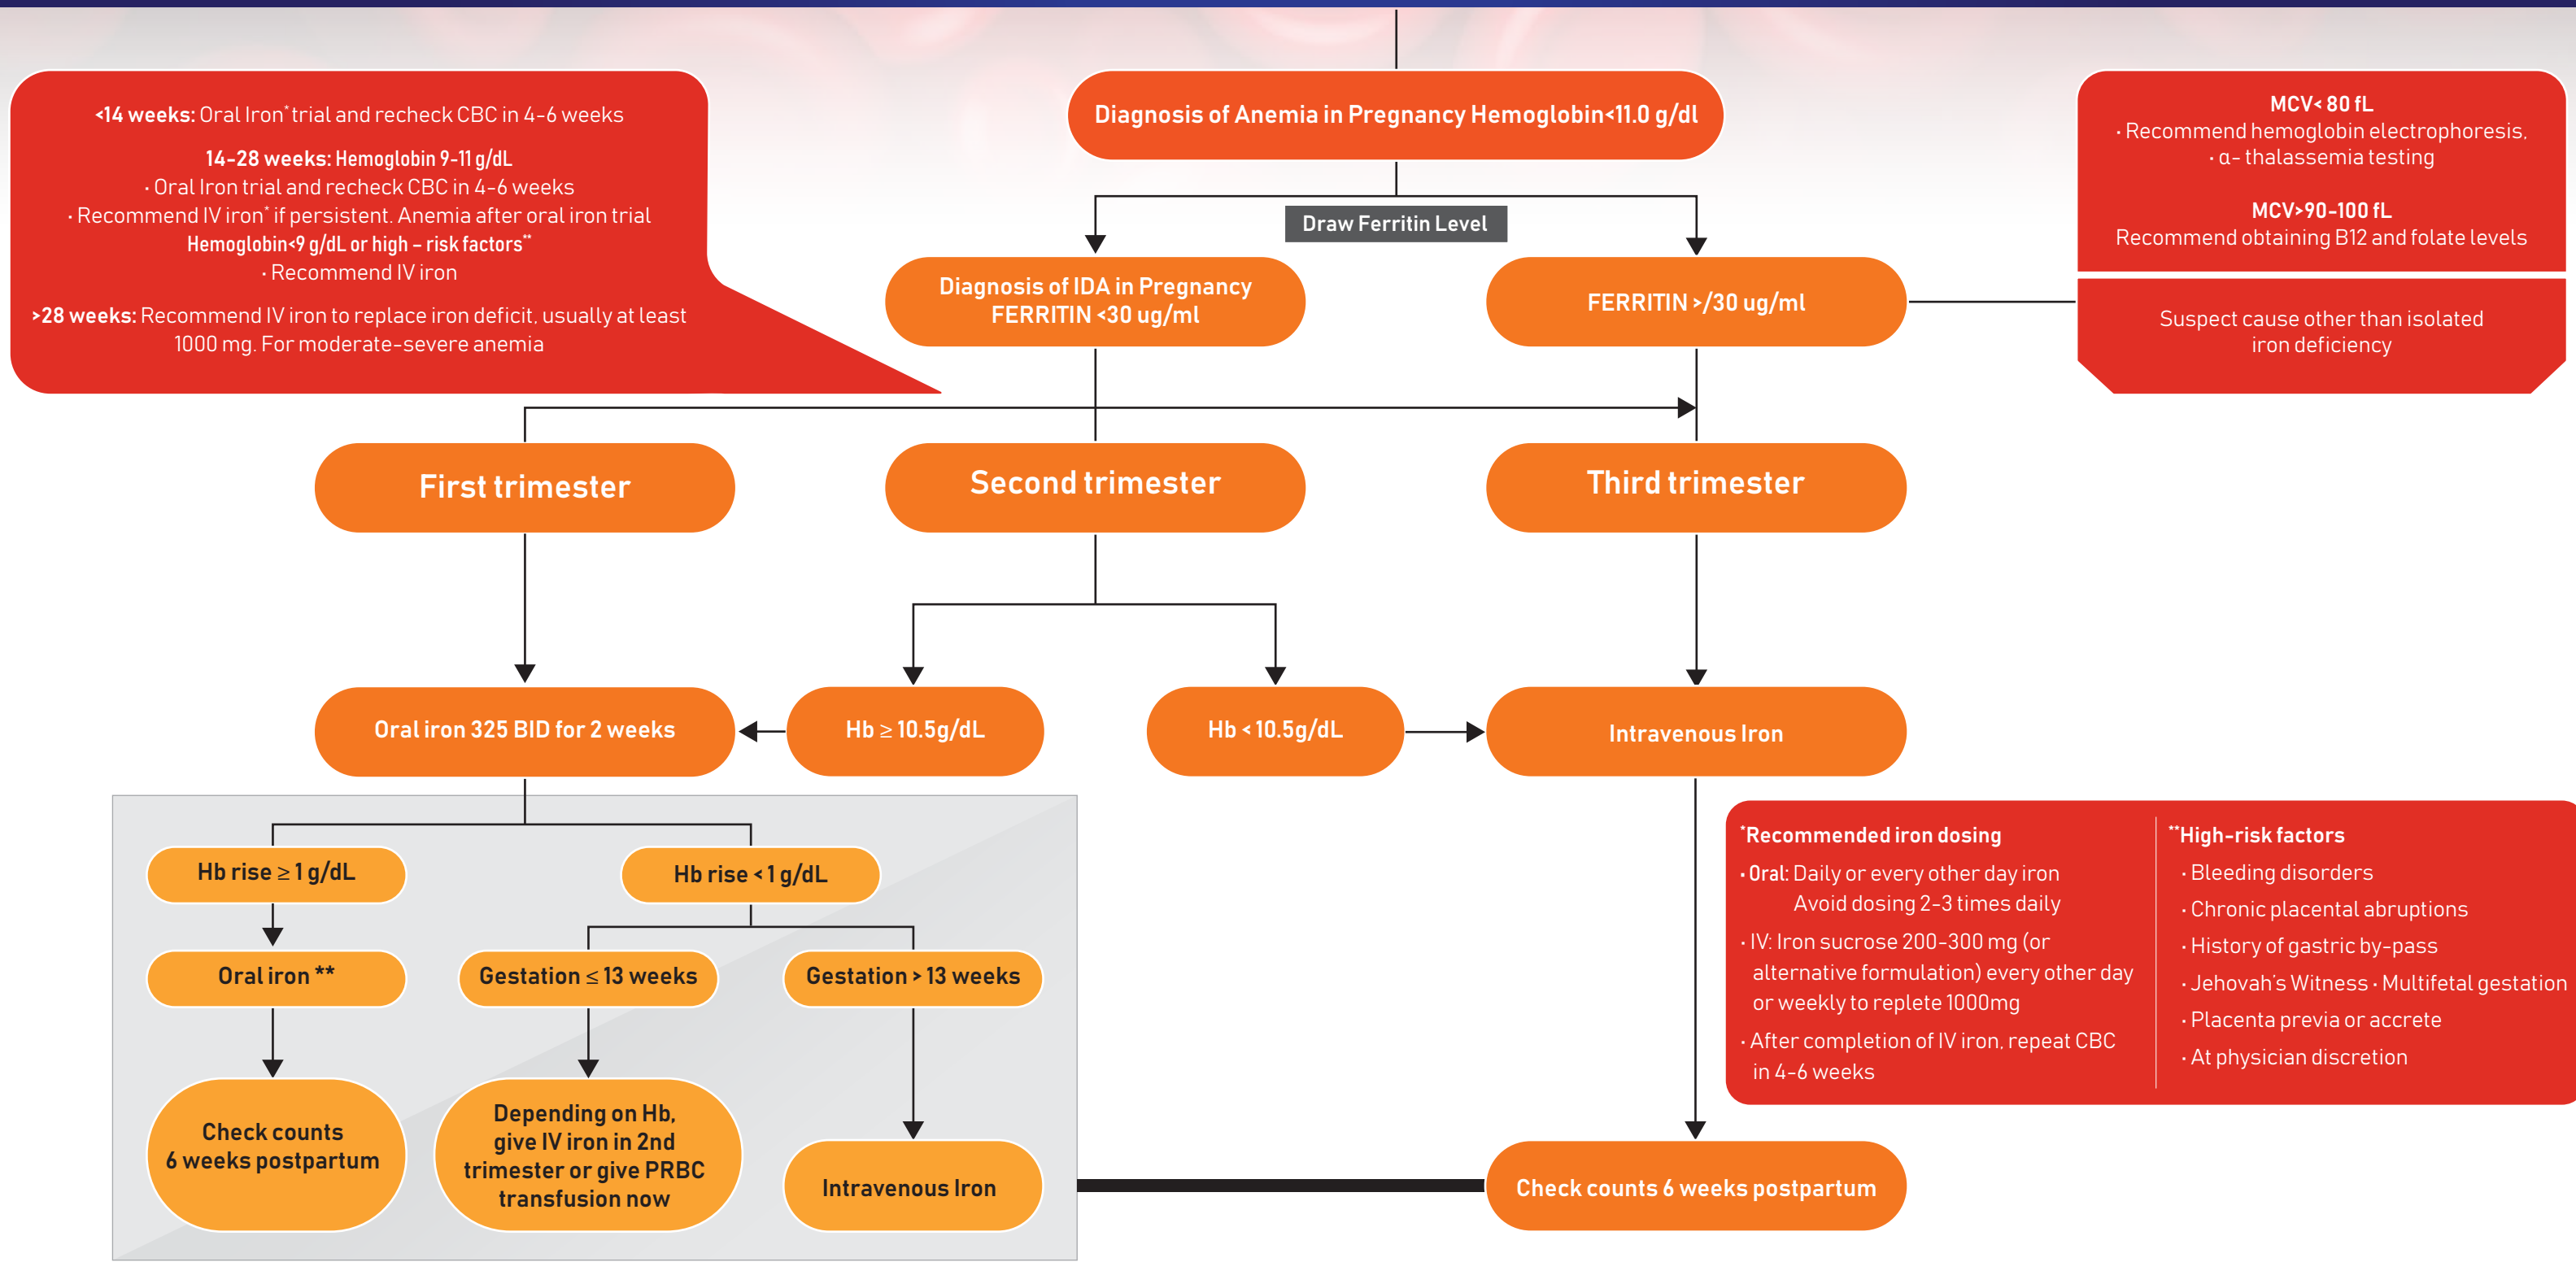 <14 weeks: Oral Iron* trial and recheck CBC in 4-6 weeks
14-28 weeks: Hemoglobin 9-11 g/dL
· Oral Iron trial and recheck CBC in 4-6 weeks
· Recommend IV iron* if persistent. Anemia after oral iron trial
Hemoglobin<9 g/dL or high – risk factors**
· Recommend IV iron
>28 weeks: Recommend IV iron to replace iron deficit, usually at least
1000 mg. For moderate-severe anemia
Diagnosis of Anemia in Pregnancy Hemoglobin<11.0 g/dl
MCV< 80 fL
· Recommend hemoglobin electrophoresis,
· α- thalassemia testing
MCV>90-100 fL
Recommend obtaining B12 and folate levels
Suspect cause other than isolated
iron deficiency
Draw Ferritin Level
Diagnosis of IDA in Pregnancy
FERRITIN <30 ug/ml
FERRITIN >/30 ug/ml
First trimester
Second trimester
Third trimester
Oral iron 325 BID for 2 weeks
Hb ≥ 10.5g/dL
Hb < 10.5g/dL
Intravenous Iron
Hb rise ≥ 1 g/dL
Hb rise < 1 g/dL
Oral iron **
Gestation ≤ 13 weeks
Gestation > 13 weeks
Check counts
6 weeks postpartum
Depending on Hb,
give IV iron in 2nd
trimester or give PRBC
transfusion now
Intravenous Iron
*Recommended iron dosing
· Oral: Daily or every other day iron
Avoid dosing 2-3 times daily
· IV: Iron sucrose 200-300 mg (or
alternative formulation) every other day
or weekly to replete 1000mg
· After completion of IV iron, repeat CBC
in 4-6 weeks
**High-risk factors
· Bleeding disorders
· Chronic placental abruptions
· History of gastric by-pass
· Jehovah's Witness · Multifetal gestation
· Placenta previa or accrete
· At physician discretion
Check counts 6 weeks postpartum